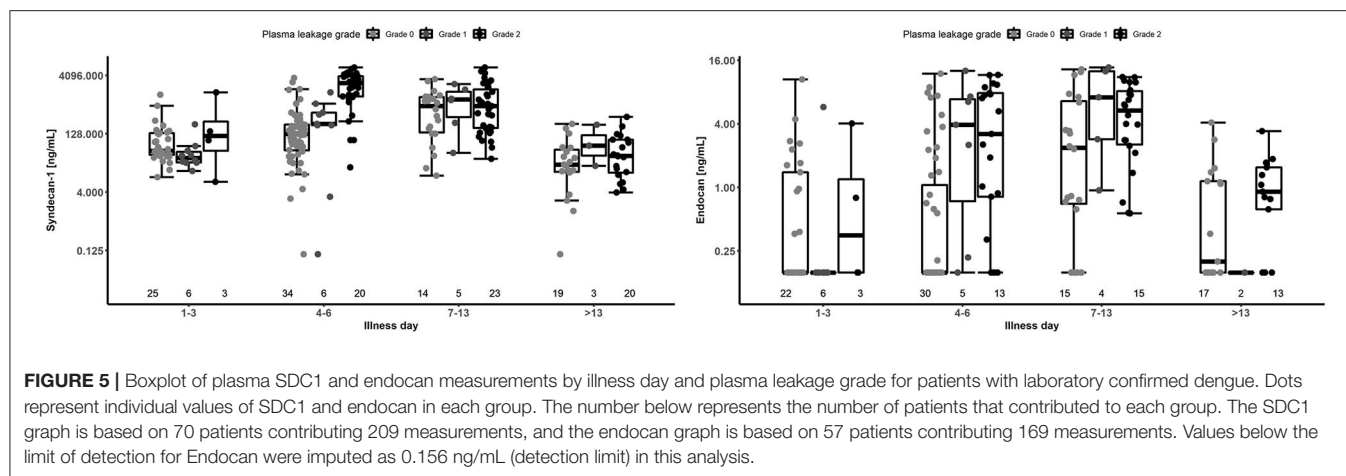 Plasma leakage grade Grade 0 Grade 1 Grade 2
4096.000
128.000
4.000
0.125
Syndecan-1 [ng/mL]
25 6 3 34 6 20 14 5 23 19 3 20
1-3 4-6 7-13 >13
Illness day
Plasma leakage grade Grade 0 Grade 1 Grade 2
16.00
4.00
1.00
0.25
Endocan [ng/mL]
22 6 3 30 5 13 15 4 15 17 2 13
1-3 4-6 7-13 >13
Illness day
FIGURE 5 | Boxplot of plasma SDC1 and endocan measurements by illness day and plasma leakage grade for patients with laboratory confirmed dengue. Dots
represent individual values of SDC1 and endocan in each group. The number below represents the number of patients that contributed to each group. The SDC1
graph is based on 70 patients contributing 209 measurements, and the endocan graph is based on 57 patients contributing 169 measurements. Values below the
limit of detection for Endocan were imputed as 0.156 ng/mL (detection limit) in this analysis.